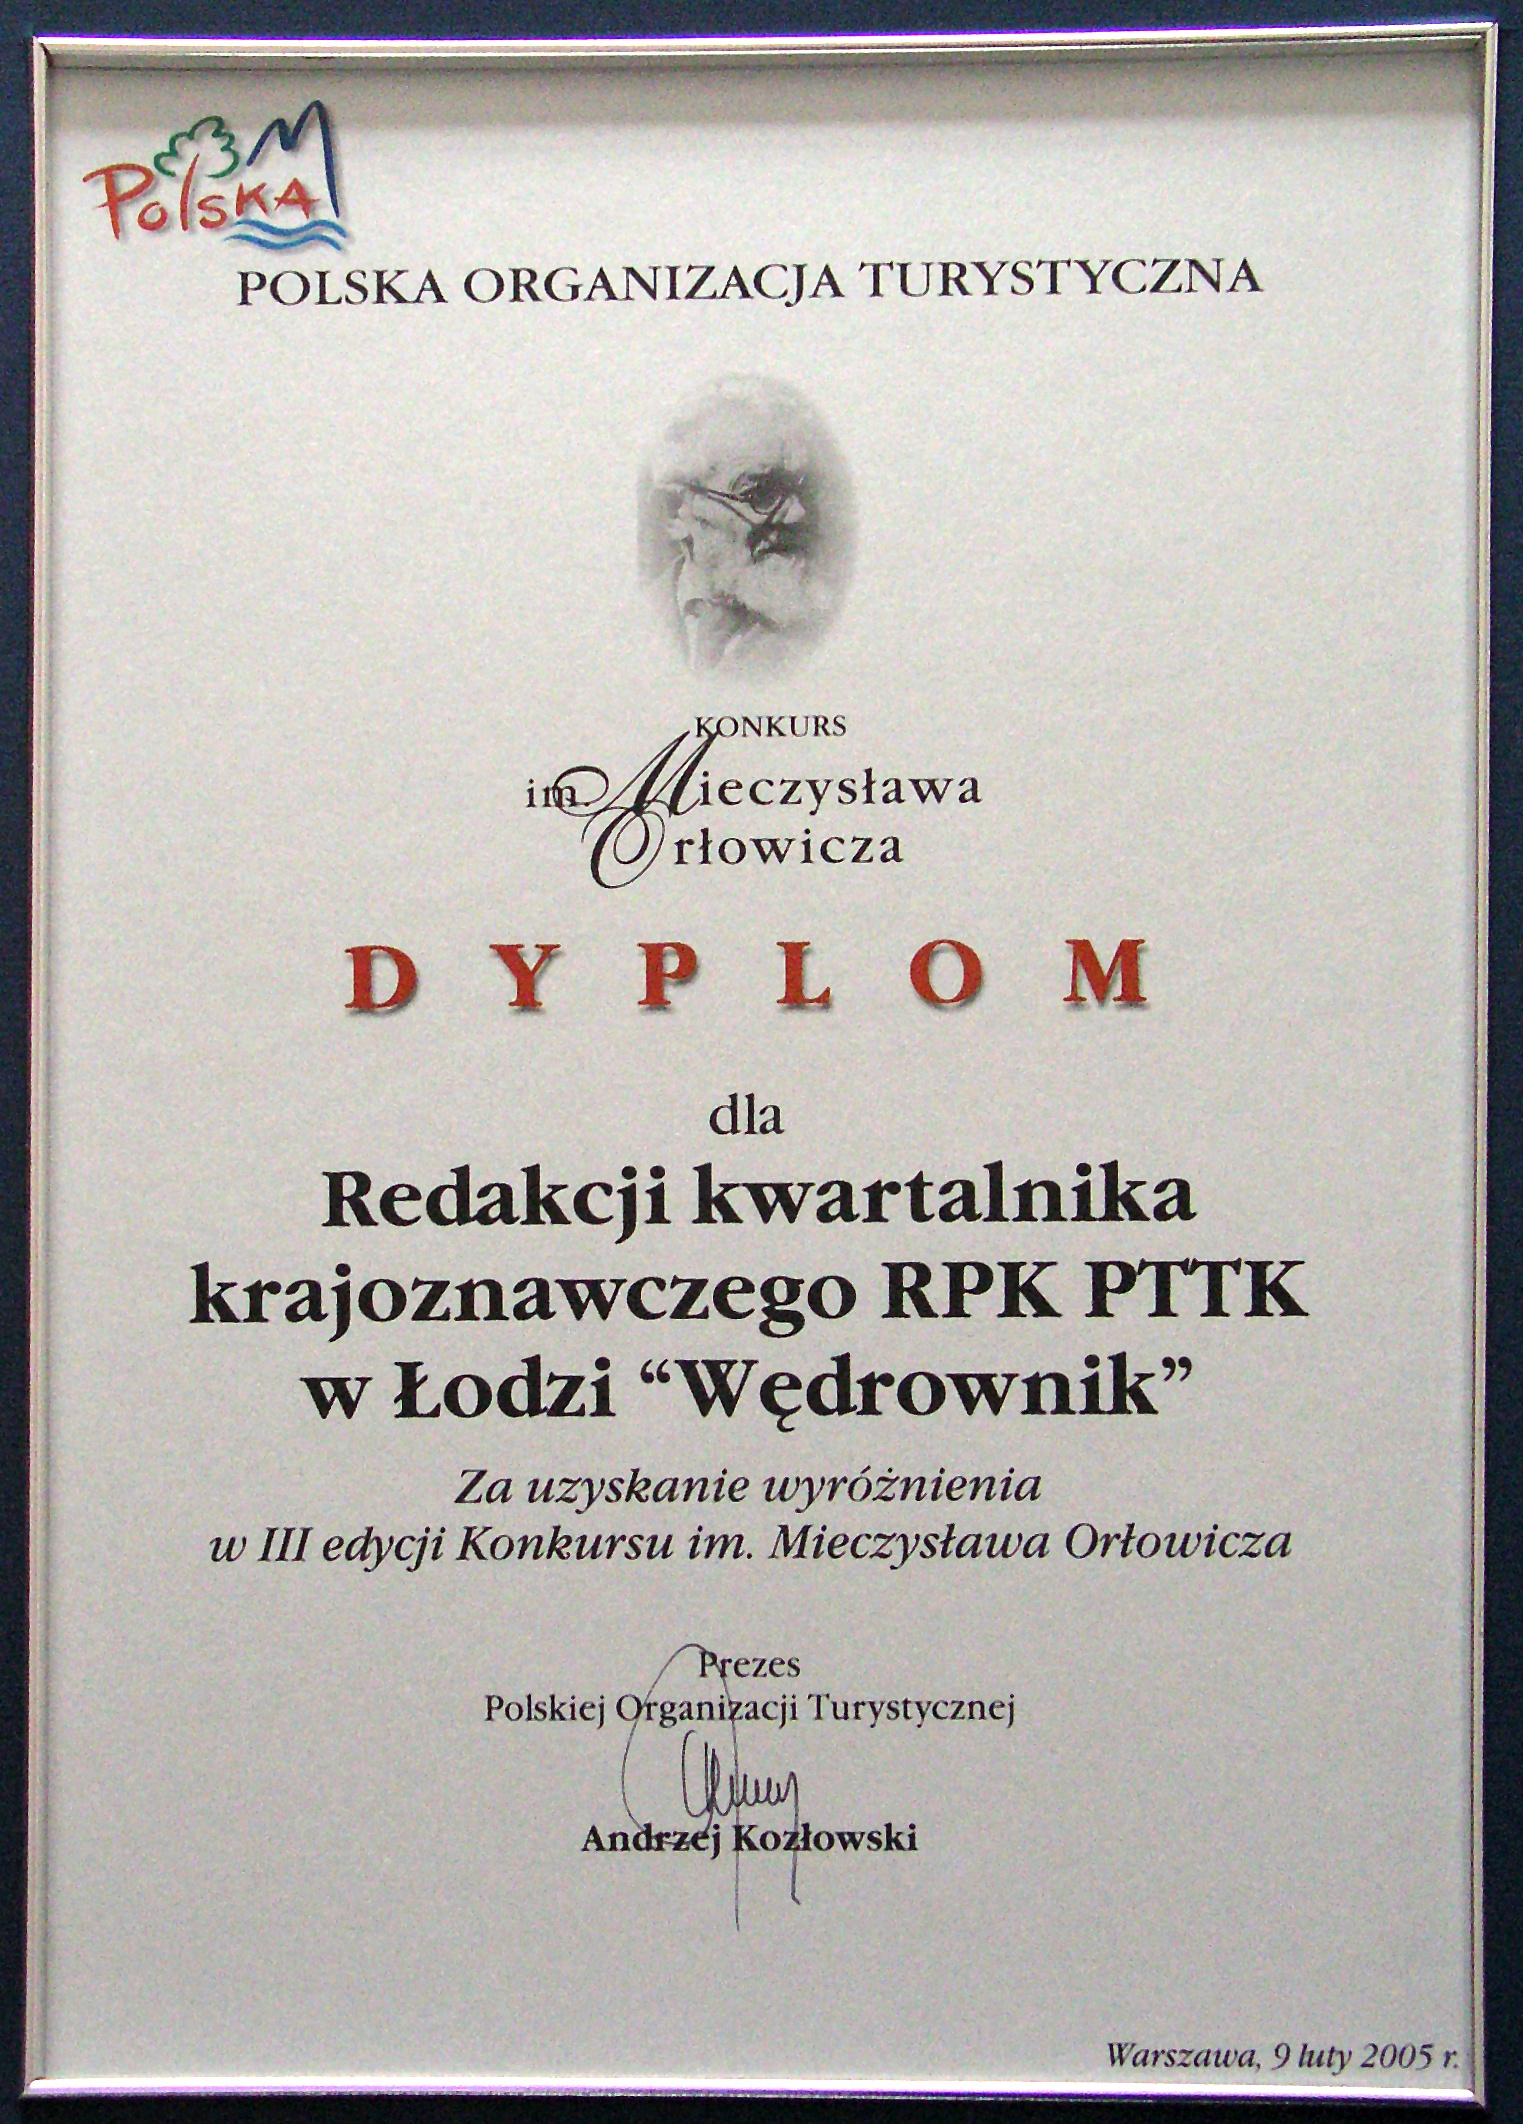 PolsKA
POLSKA ORGANIZACJA TURYSTYCZNA
KONKURS
im. Mieczysława
Orłowicza
DYPLOM
dla
Redakcji kwartalnika
krajoznawczego RPK PTTK
w Łodzi “Wędrownik”
Za uzyskanie wyróżnienia
w III edycji Konkursu im. Mieczysława Orłowicza
Prezes
Polskiej Organizacji Turystycznej
Andrzej Kozłowski
Warszawa, 9 luty 2005 r.